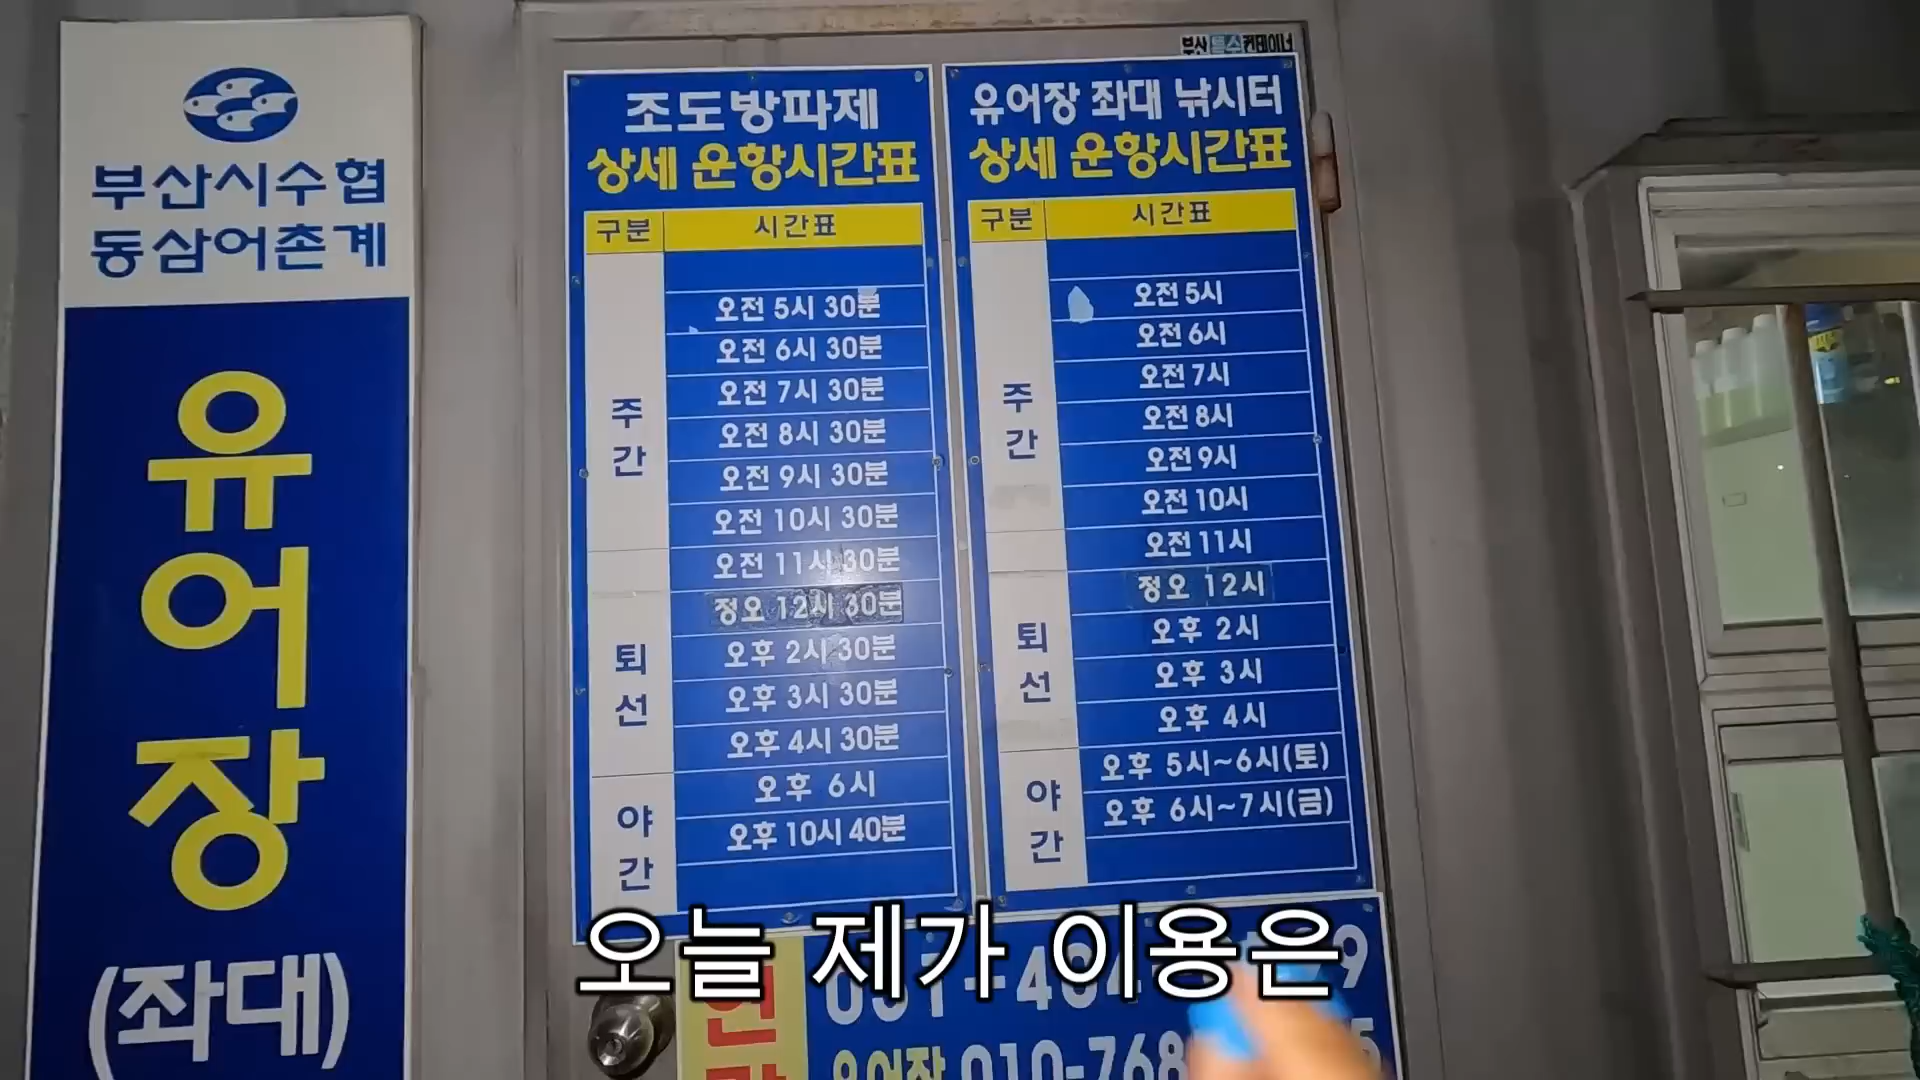 부산시수협
동삼어촌계
유어장
(좌대)
부산특수컨테이너
조도방파제
상세 운항시간표
구분 시간표
주간
오전 5시 30분
오전 6시 30분
오전 7시 30분
오전 8시 30분
오전 9시 30분
오전 10시 30분
오전 11시 30분
퇴선
정오 12시 30분
오후 2시 30분
오후 3시 30분
오후 4시 30분
야간
오후 6시
오후 10시 40분
유어장 좌대 낚시터
상세 운항시간표
구분 시간표
주간
오전 5시
오전 6시
오전 7시
오전 8시
오전 9시
오전 10시
오전 11시
퇴선
정오 12시
오후 2시
오후 3시
오후 4시
야간
오후 5시~6시(토)
오후 6시~7시(금)
유어장
오늘 제가 이용은